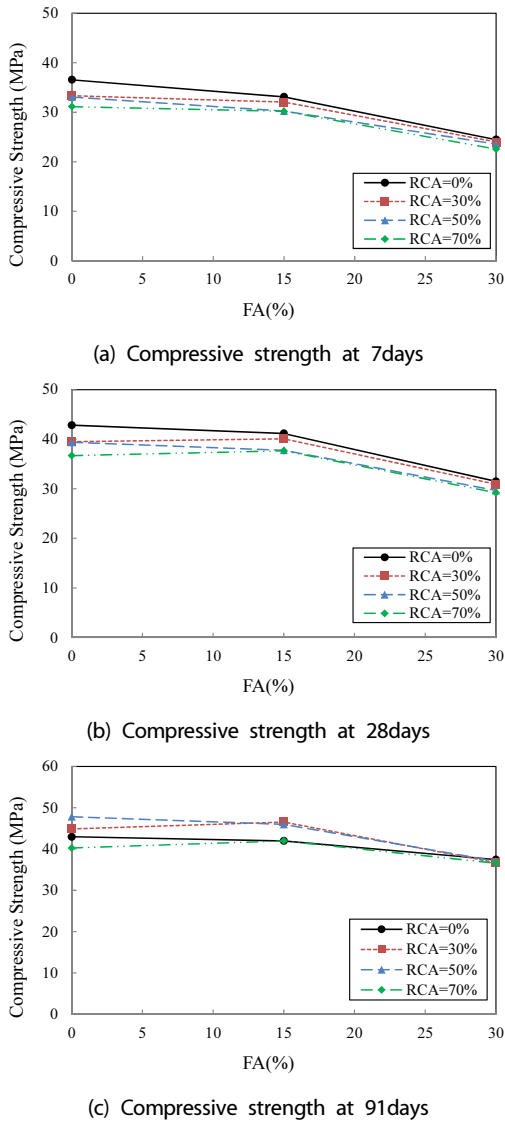 50
40
30
20
10
0
Compressive Strength (MPa)
RCA=0%
RCA=30%
RCA=50%
RCA=70%
0 5 10 15 20 25 30
FA(%)
(a) Compressive strength at 7days
50
40
30
20
10
0
Compressive Strength (MPa)
RCA=0%
RCA=30%
RCA=50%
RCA=70%
0 5 10 15 20 25 30
FA(%)
(b) Compressive strength at 28days
60
50
40
30
20
10
0
Compressive Strength (MPa)
RCA=0%
RCA=30%
RCA=50%
RCA=70%
0 5 10 15 20 25 30
FA(%)
(c) Compressive strength at 91days